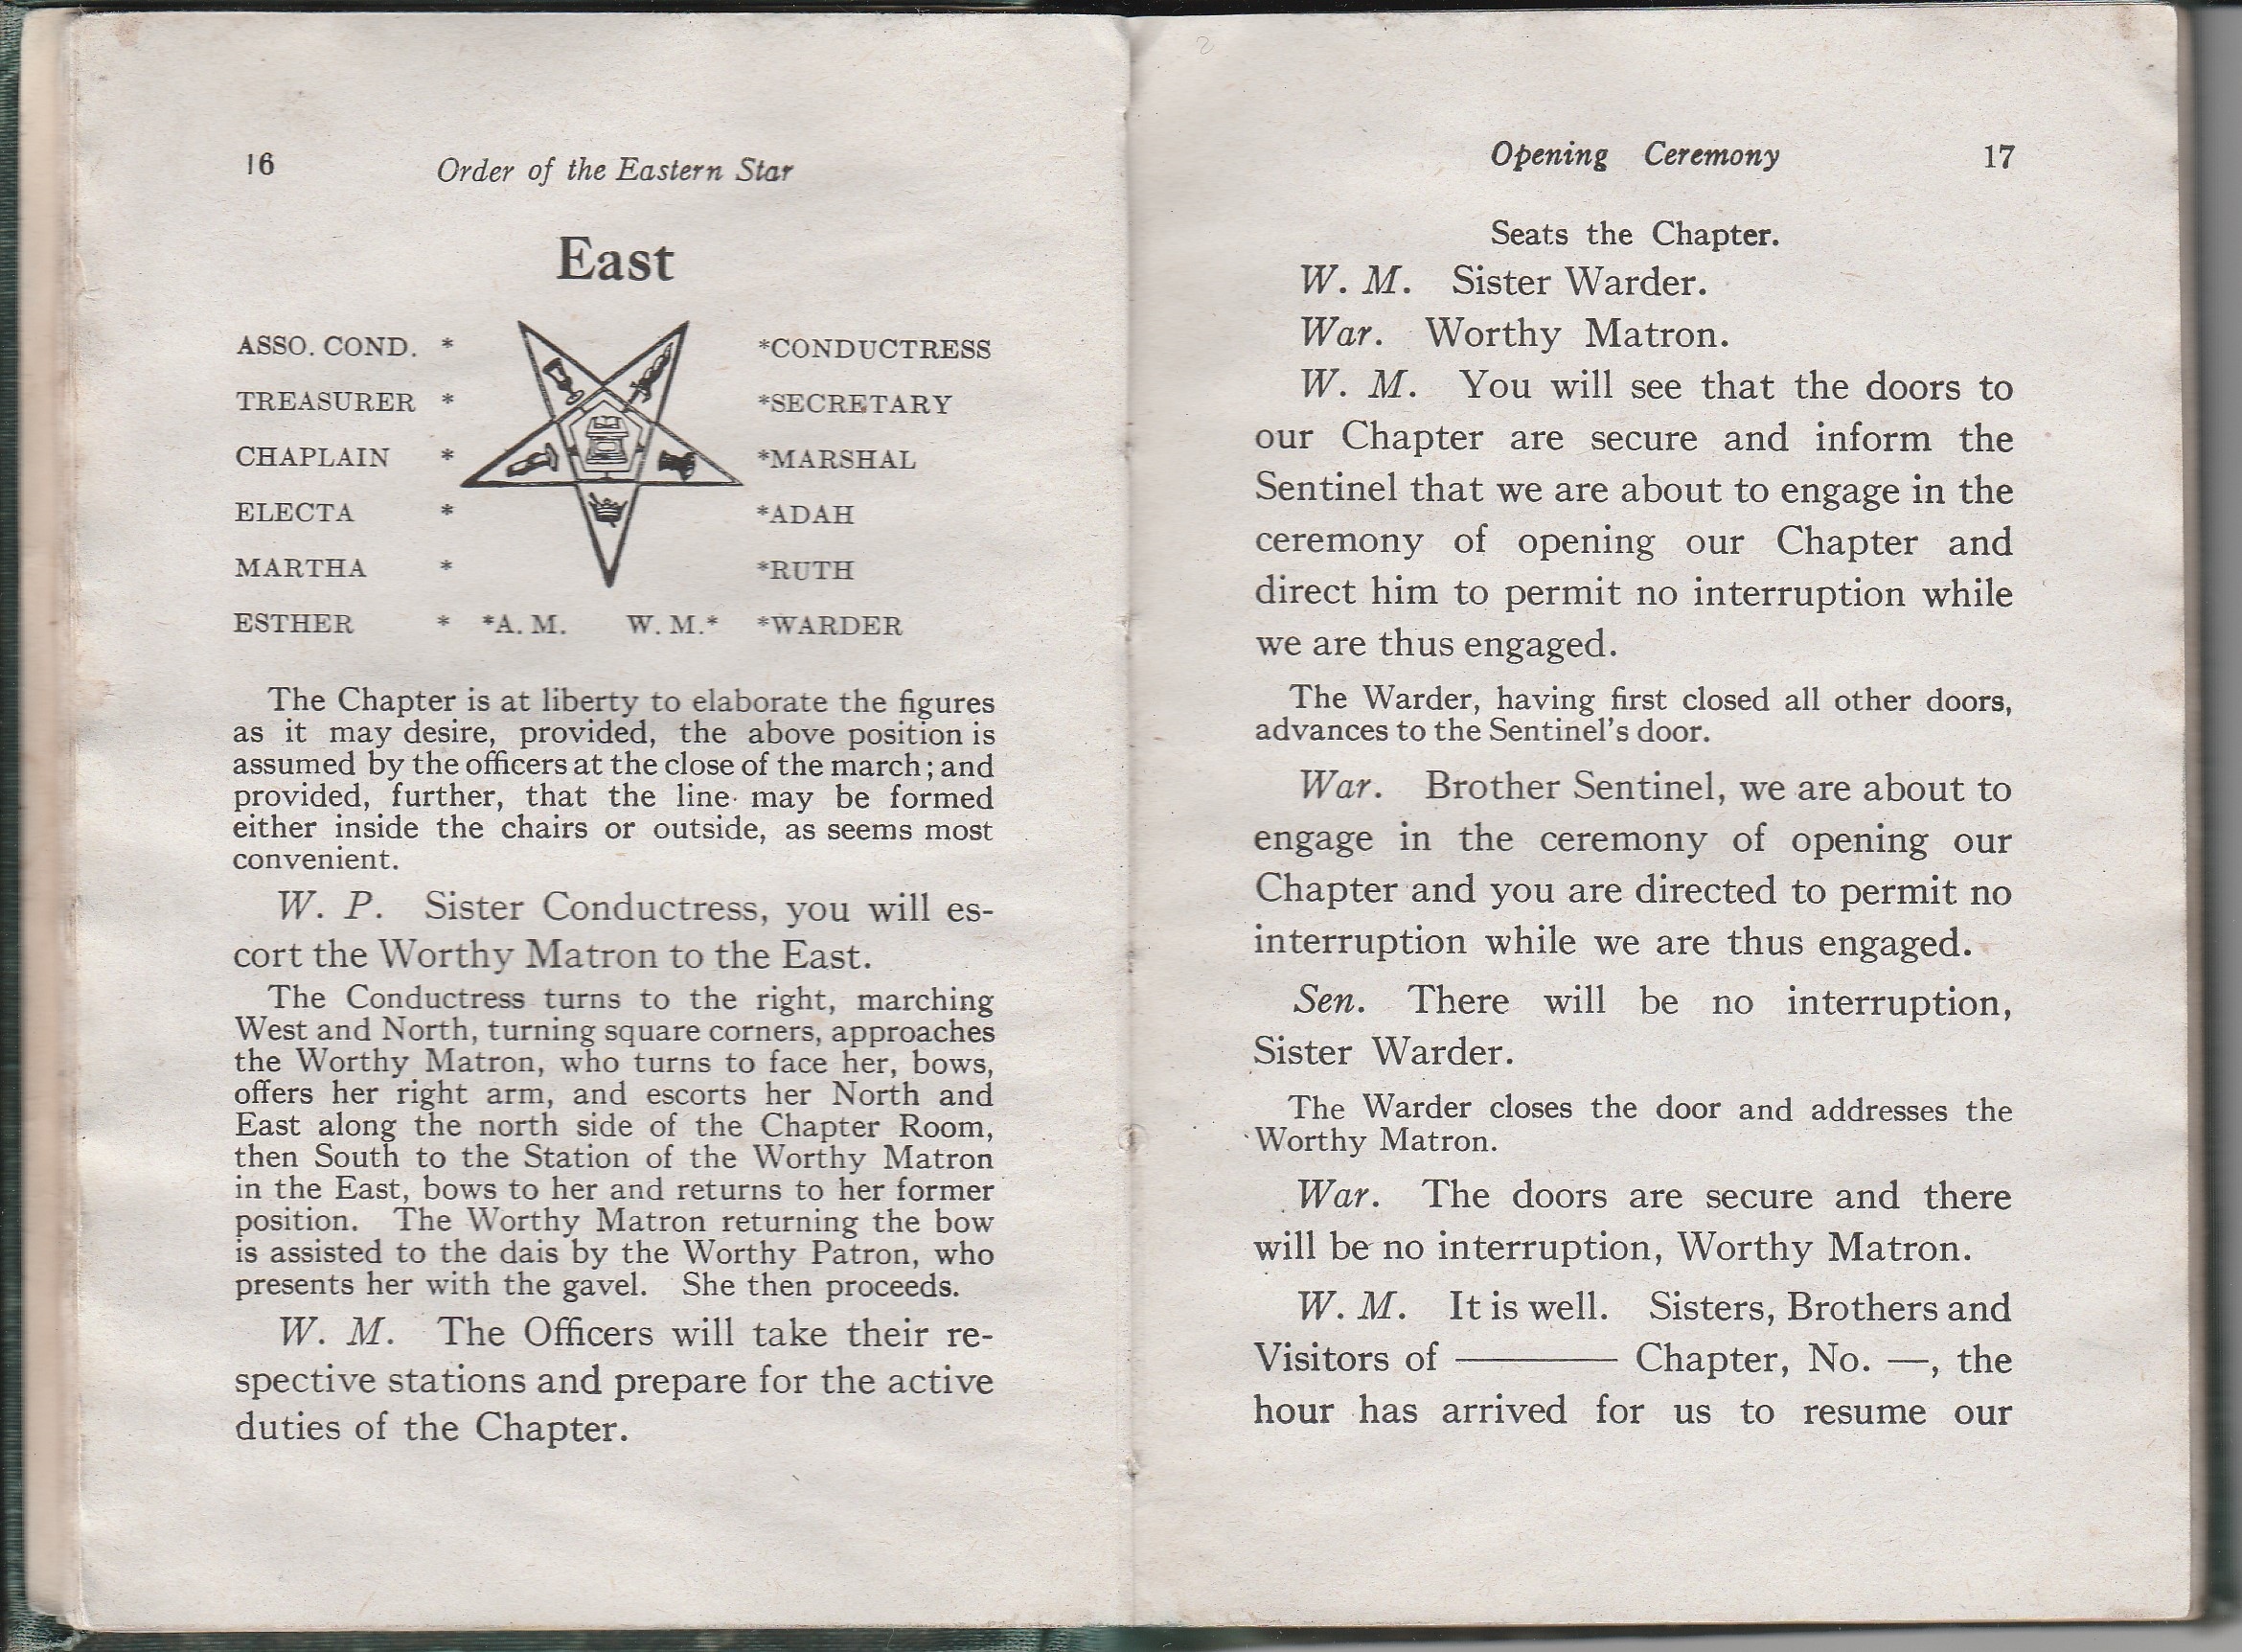 16 Order of the Eastern Star
East
ASSO. COND. * *CONDUCTRESS
TREASURER * *SECRETARY
CHAPLAIN * *MARSHAL
ELECTA * *ADAH
MARTHA * *RUTH
ESTHER * *A. M. W. M.* *WARDER
The Chapter is at liberty to elaborate the figures
as it may desire, provided, the above position is
assumed by the officers at the close of the march; and
provided, further, that the line may be formed
either inside the chairs or outside, as seems most
convenient.
W. P. Sister Conductress, you will es-
cort the Worthy Matron to the East.
The Conductress turns to the right, marching
West and North, turning square corners, approaches
the Worthy Matron, who turns to face her, bows,
offers her right arm, and escorts her North and
East along the north side of the Chapter Room,
then South to the Station of the Worthy Matron
in the East, bows to her and returns to her former
position. The Worthy Matron returning the bow
is assisted to the dais by the Worthy Patron, who
presents her with the gavel. She then proceeds.
W. M. The Officers will take their re-
spective stations and prepare for the active
duties of the Chapter.
Opening Ceremony 17
Seats the Chapter.
W. M. Sister Warder.
War. Worthy Matron.
W. M. You will see that the doors to
our Chapter are secure and inform the
Sentinel that we are about to engage in the
ceremony of opening our Chapter and
direct him to permit no interruption while
we are thus engaged.
The Warder, having first closed all other doors,
advances to the Sentinel's door.
War. Brother Sentinel, we are about to
engage in the ceremony of opening our
Chapter and you are directed to permit no
interruption while we are thus engaged.
Sen. There will be no interruption,
Sister Warder.
The Warder closes the door and addresses the
Worthy Matron.
War. The doors are secure and there
will be no interruption, Worthy Matron.
W. M. It is well. Sisters, Brothers and
Visitors of ——— Chapter, No. —, the
hour has arrived for us to resume our